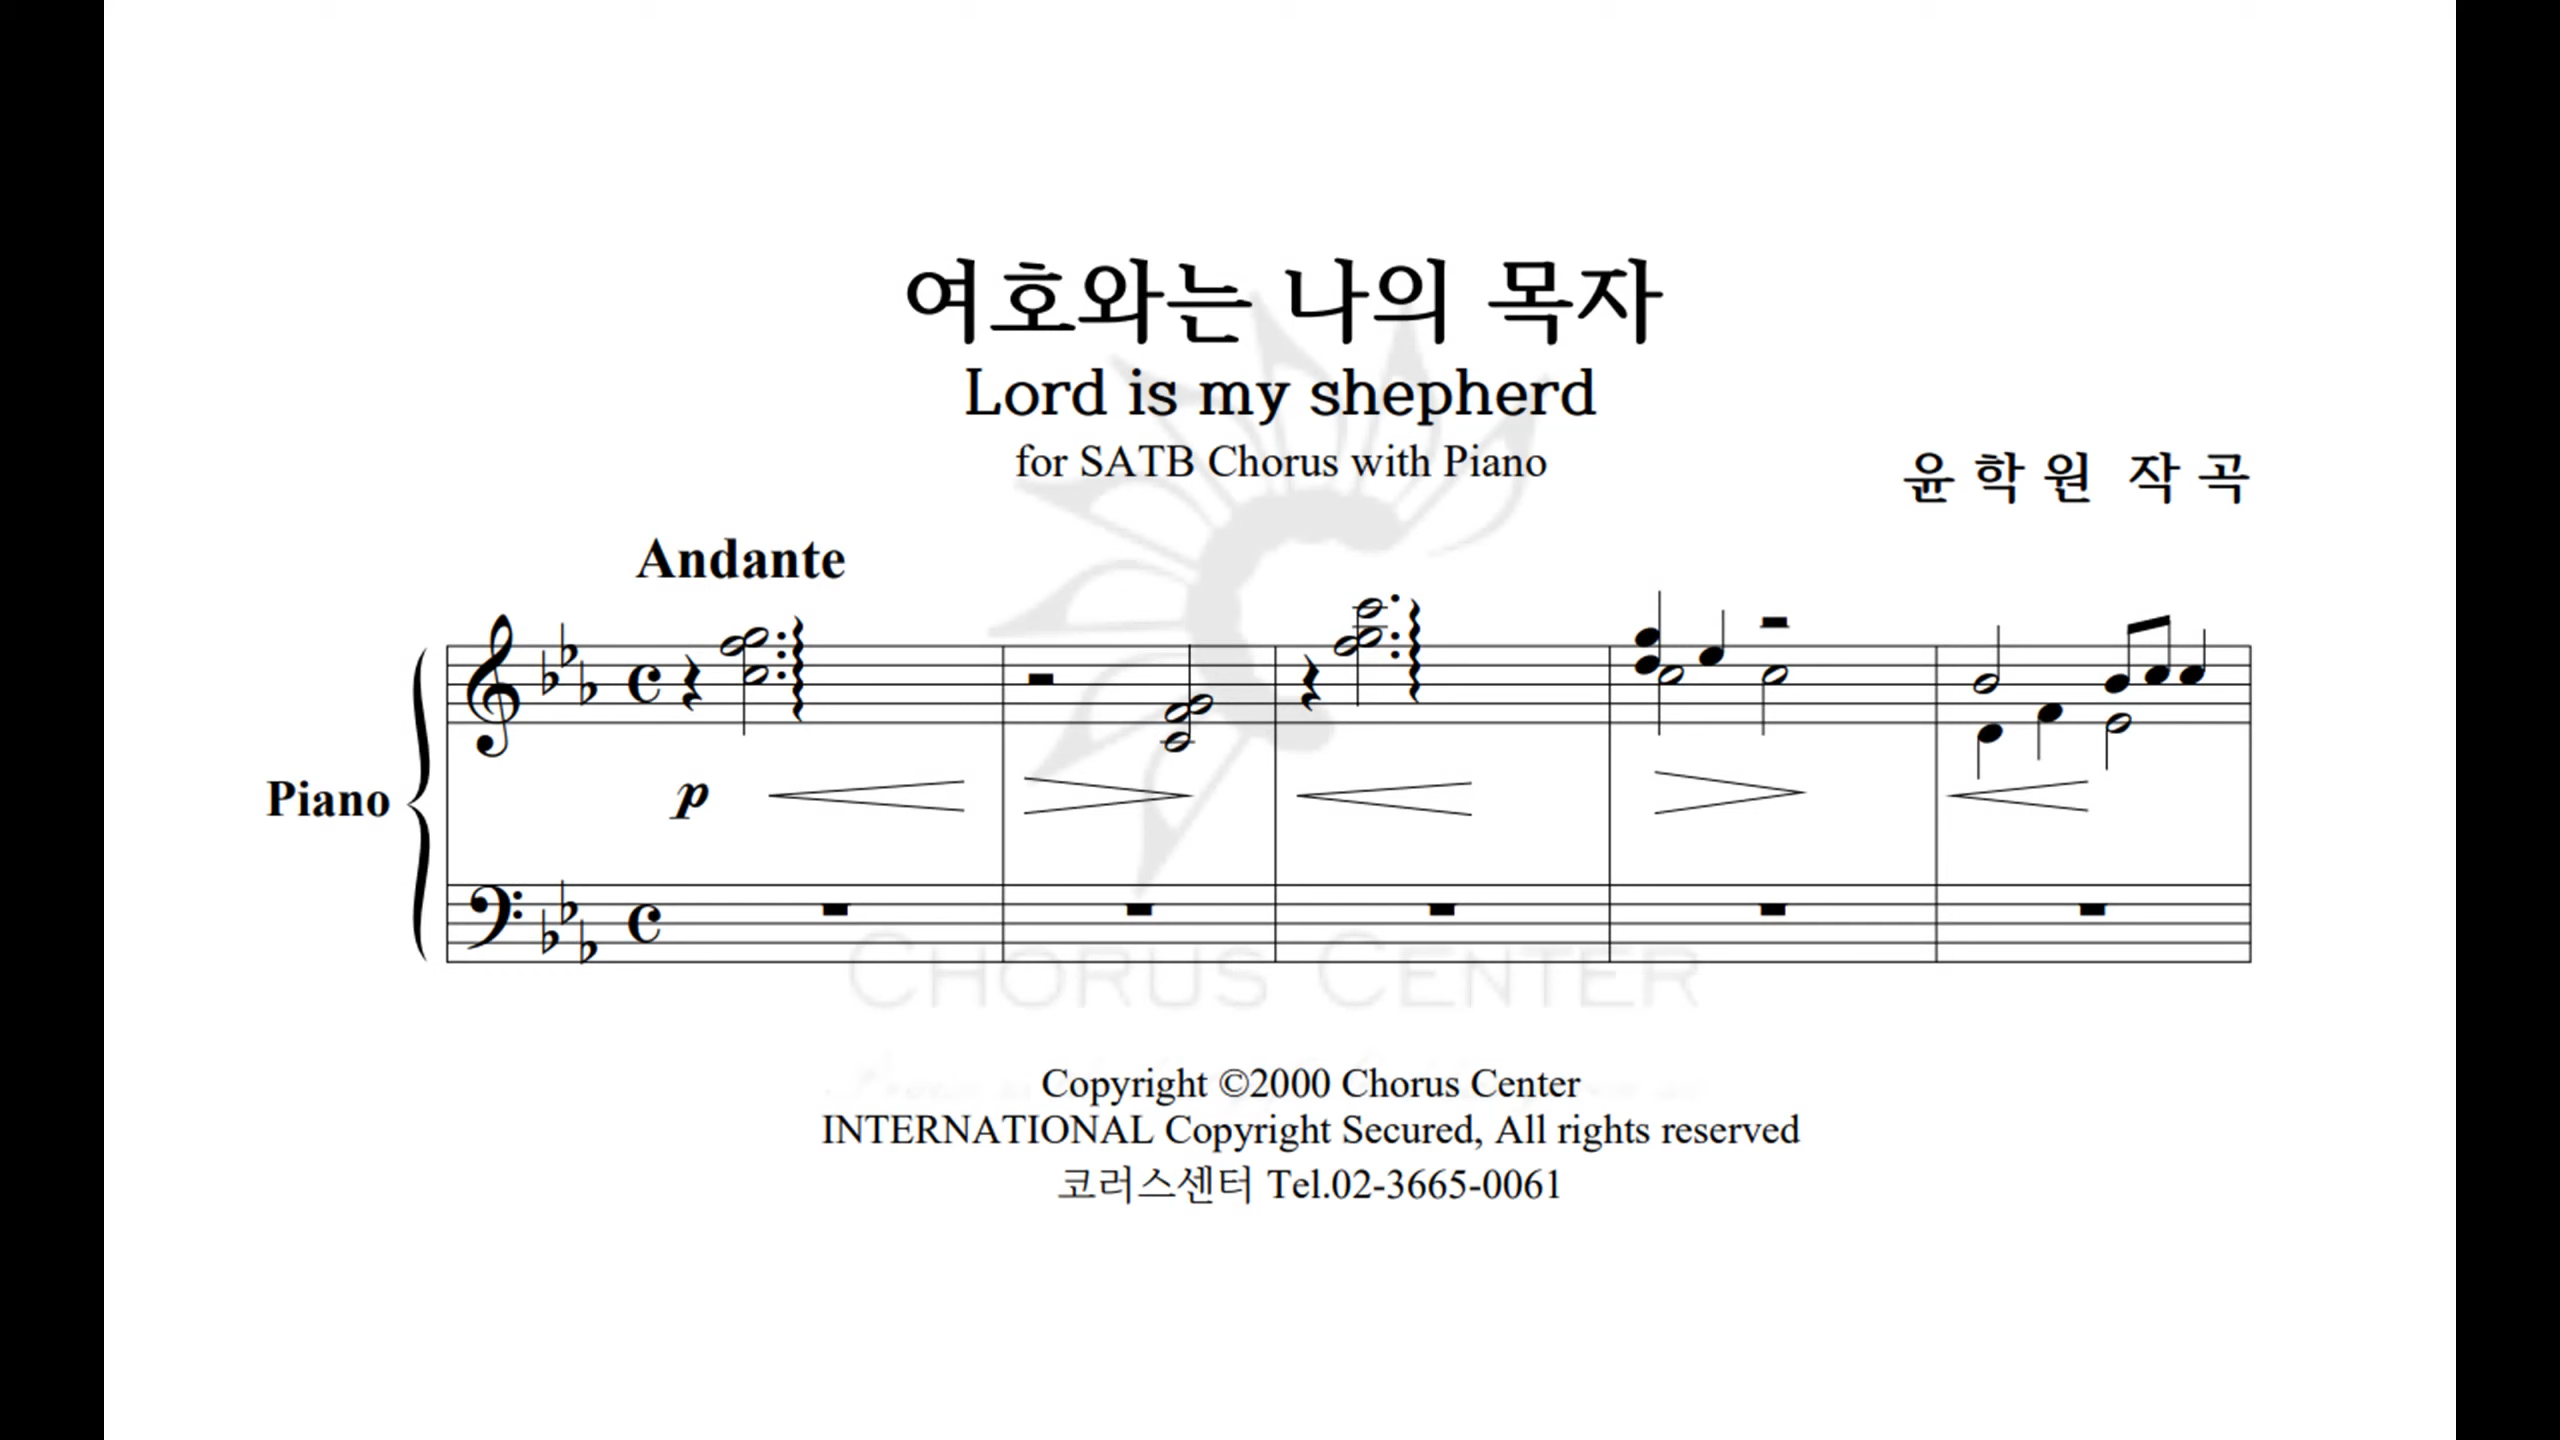 여호와는 나의 목자
Lord is my shepherd
for SATB Chorus with Piano
윤학원 작곡
Andante
p
Piano
CHORUS CENTER
Copyright ©2000 Chorus Center
INTERNATIONAL Copyright Secured, All rights reserved
코러스센터 Tel.02-3665-0061